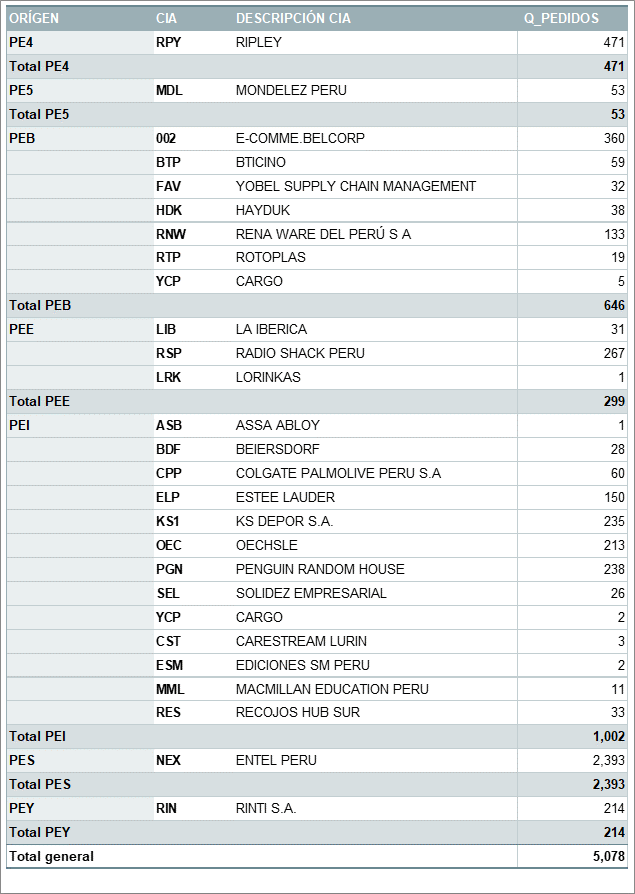 ORÍGEN CIA DESCRIPCIÓN CIA Q_PEDIDOS
PE4 RPY RIPLEY 471
Total PE4 471
PE5 MDL MONDELEZ PERU 53
Total PE5 53
PEB 002 E-COMME.BELCORP 360
BTP BTICINO 59
FAV YOBEL SUPPLY CHAIN MANAGEMENT 32
HDK HAYDUK 38
RNW RENA WARE DEL PERÚ S A 133
RTP ROTOPLAS 19
YCP CARGO 5
Total PEB 646
PEE LIB LA IBERICA 31
RSP RADIO SHACK PERU 267
LRK LORINKAS 1
Total PEE 299
PEI ASB ASSA ABLOY 1
BDF BEIERSDORF 28
CPP COLGATE PALMOLIVE PERU S.A 60
ELP ESTEE LAUDER 150
KS1 KS DEPOR S.A. 235
OEC OECHSLE 213
PGN PENGUIN RANDOM HOUSE 238
SEL SOLIDEZ EMPRESARIAL 26
YCP CARGO 2
CST CARESTREAM LURIN 3
ESM EDICIONES SM PERU 2
MML MACMILLAN EDUCATION PERU 11
RES RECOJOS HUB SUR 33
Total PEI 1,002
PES NEX ENTEL PERU 2,393
Total PES 2,393
PEY RIN RINTI S.A. 214
Total PEY 214
Total general 5,078